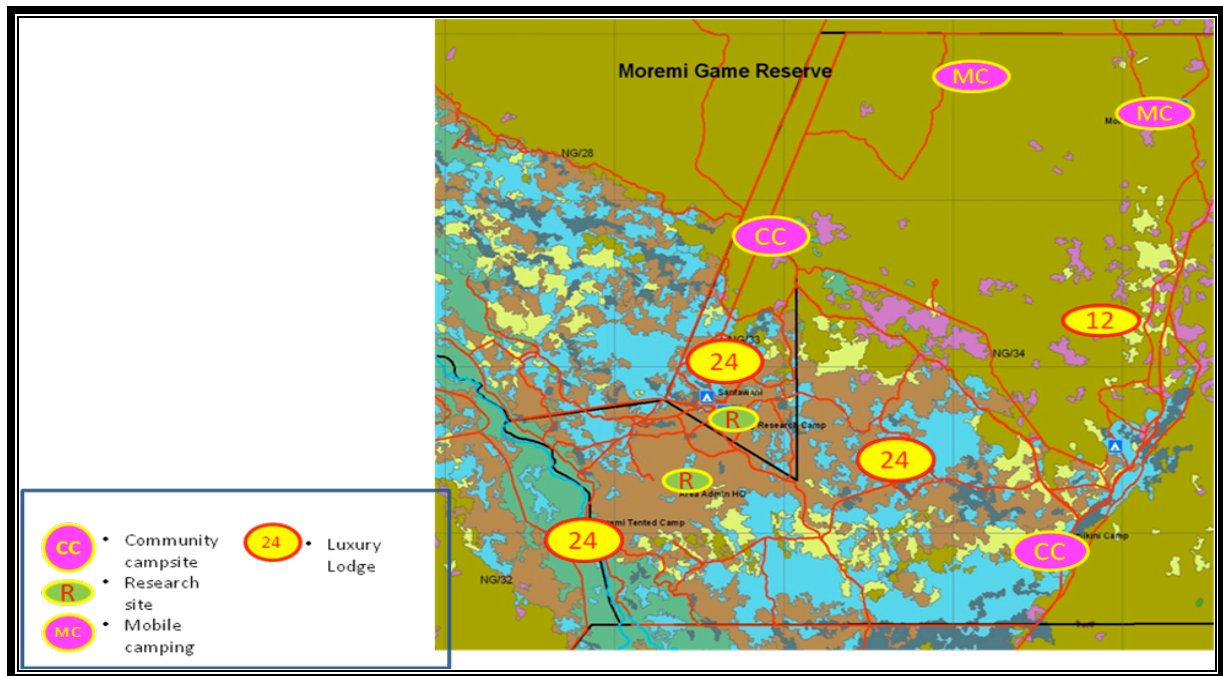 Moremi Game Reserve
MC
MC
NG/28
CC
12
NG/33
24
NG/34
Santawani
R
Research Camp
24
R
Area Admin HQ
24
Tented Camp
CC
Camp
NG/32
CC
• Community
campsite
R
• Research
site
MC
• Mobile
camping
24
• Luxury
Lodge